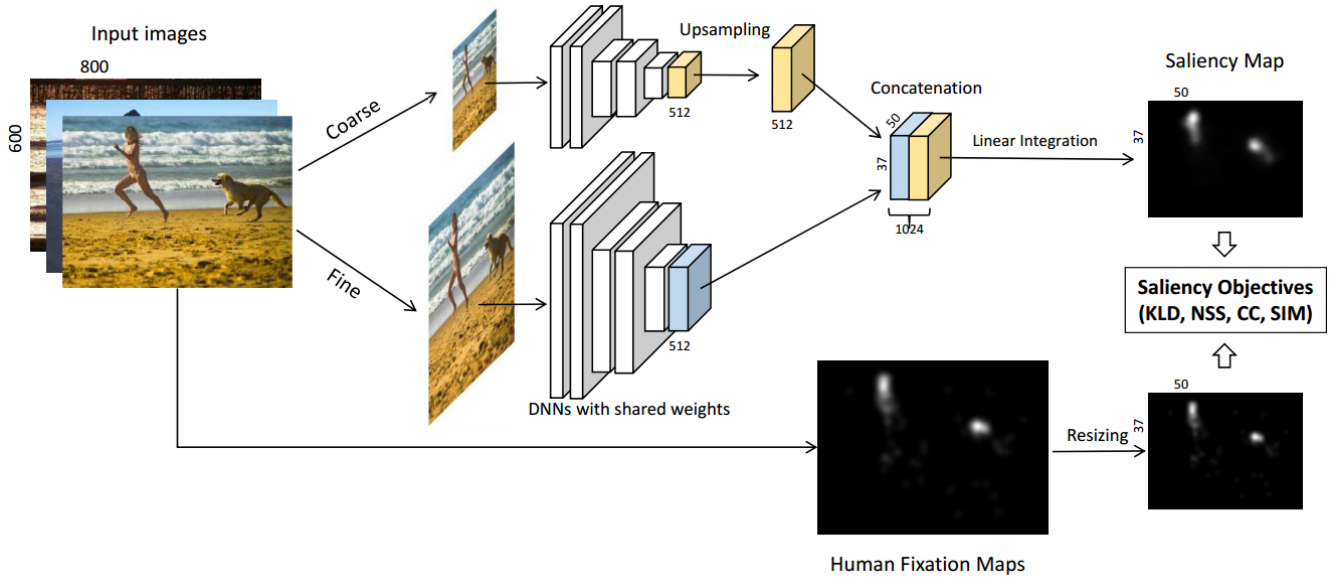 Input images
800
600
Coarse
Fine
512
Upsampling
512
Concatenation
50
37
1024
Linear Integration
Saliency Map
50
37
512
DNNs with shared weights
Saliency Objectives
(KLD, NSS, CC, SIM)
50
37
Resizing
Human Fixation Maps